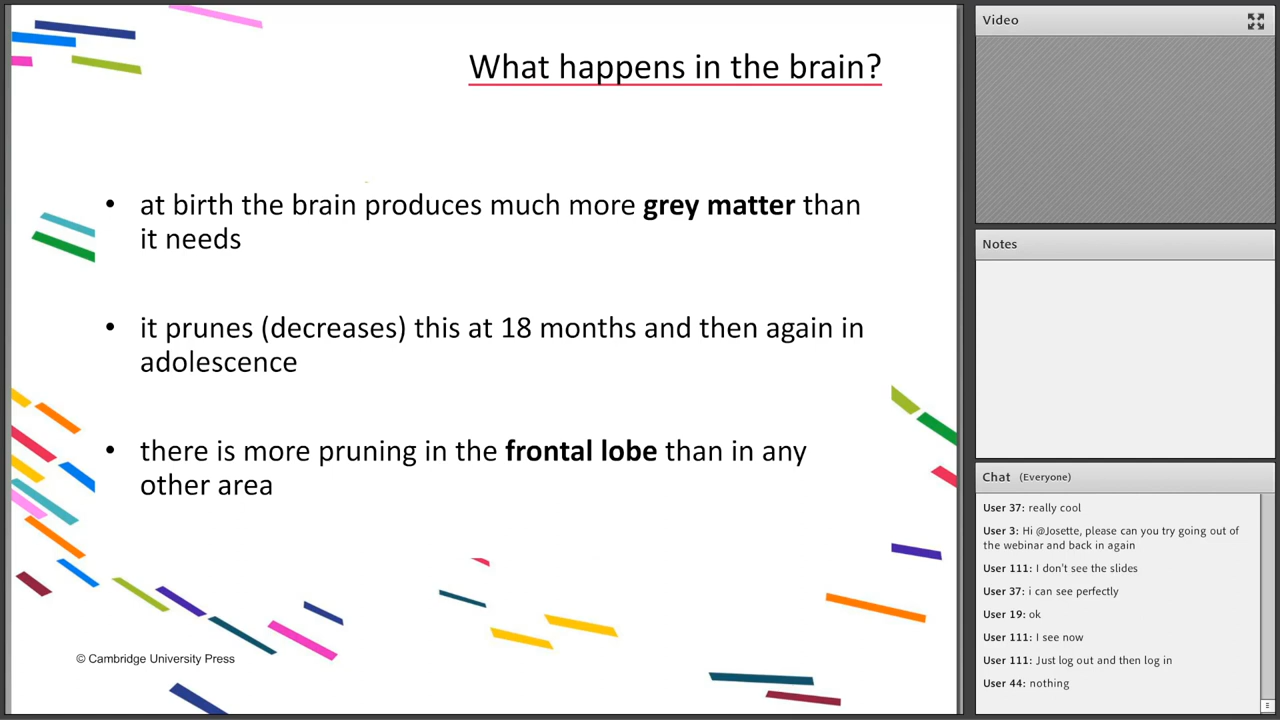 What happens in the brain?
• at birth the brain produces much more grey matter than
it needs
• it prunes (decreases) this at 18 months and then again in
adolescence
• there is more pruning in the frontal lobe than in any
other area
© Cambridge University Press
Video
Notes
Chat (Everyone)
User 37: really cool
User 3: Hi @Josette, please can you try going out of
the webinar and back in again
User 111: I don't see the slides
User 37: i can see perfectly
User 19: ok
User 111: I see now
User 111: Just log out and then log in
User 44: nothing